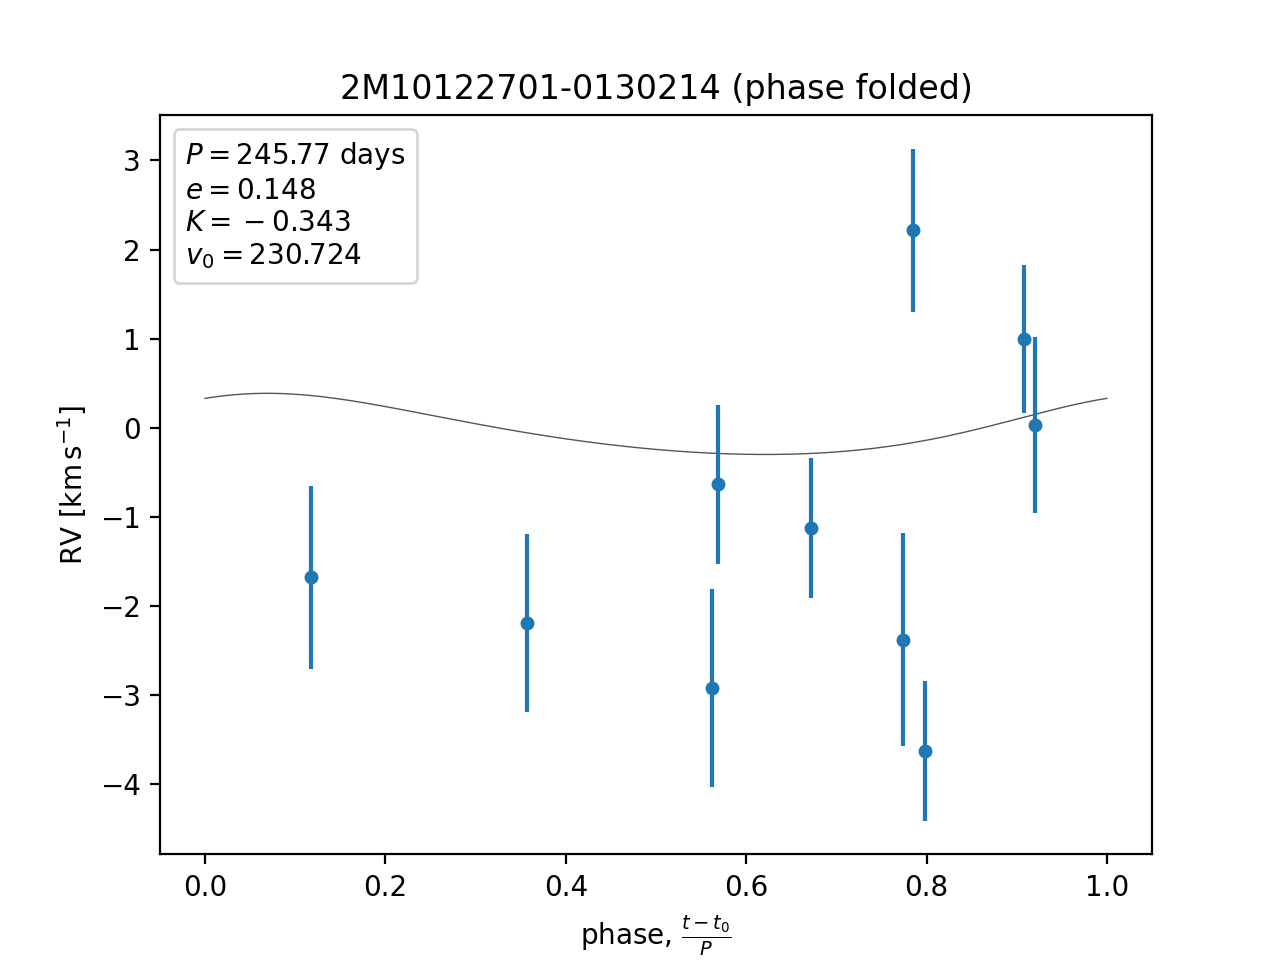 2M10122701-0130214 (phase folded)
P = 245.77 days
e = 0.148
K = −0.343
v₀ = 230.724
3
2
1
0
−1
−2
−3
−4
RV [km s⁻¹]
0.0 0.2 0.4 0.6 0.8 1.0
phase, (t − t₀)/P